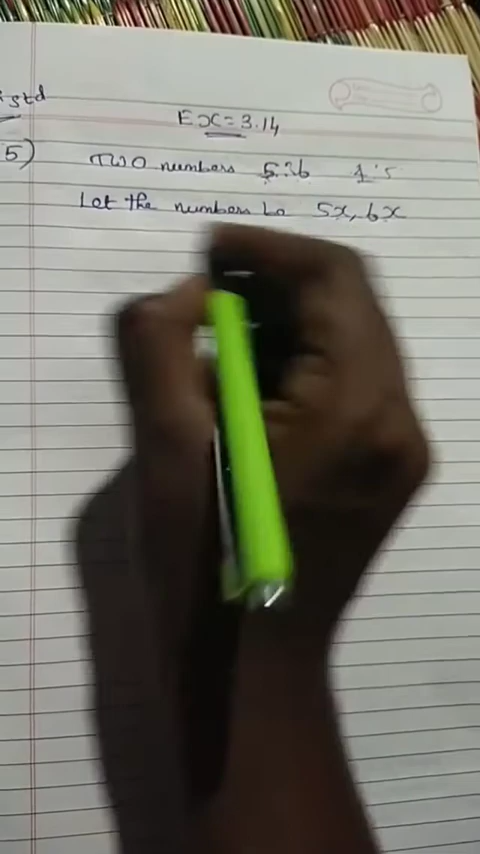 std
Ex = 3.14
5) Two numbers 5:6
Let the numbers be 5x, 6x